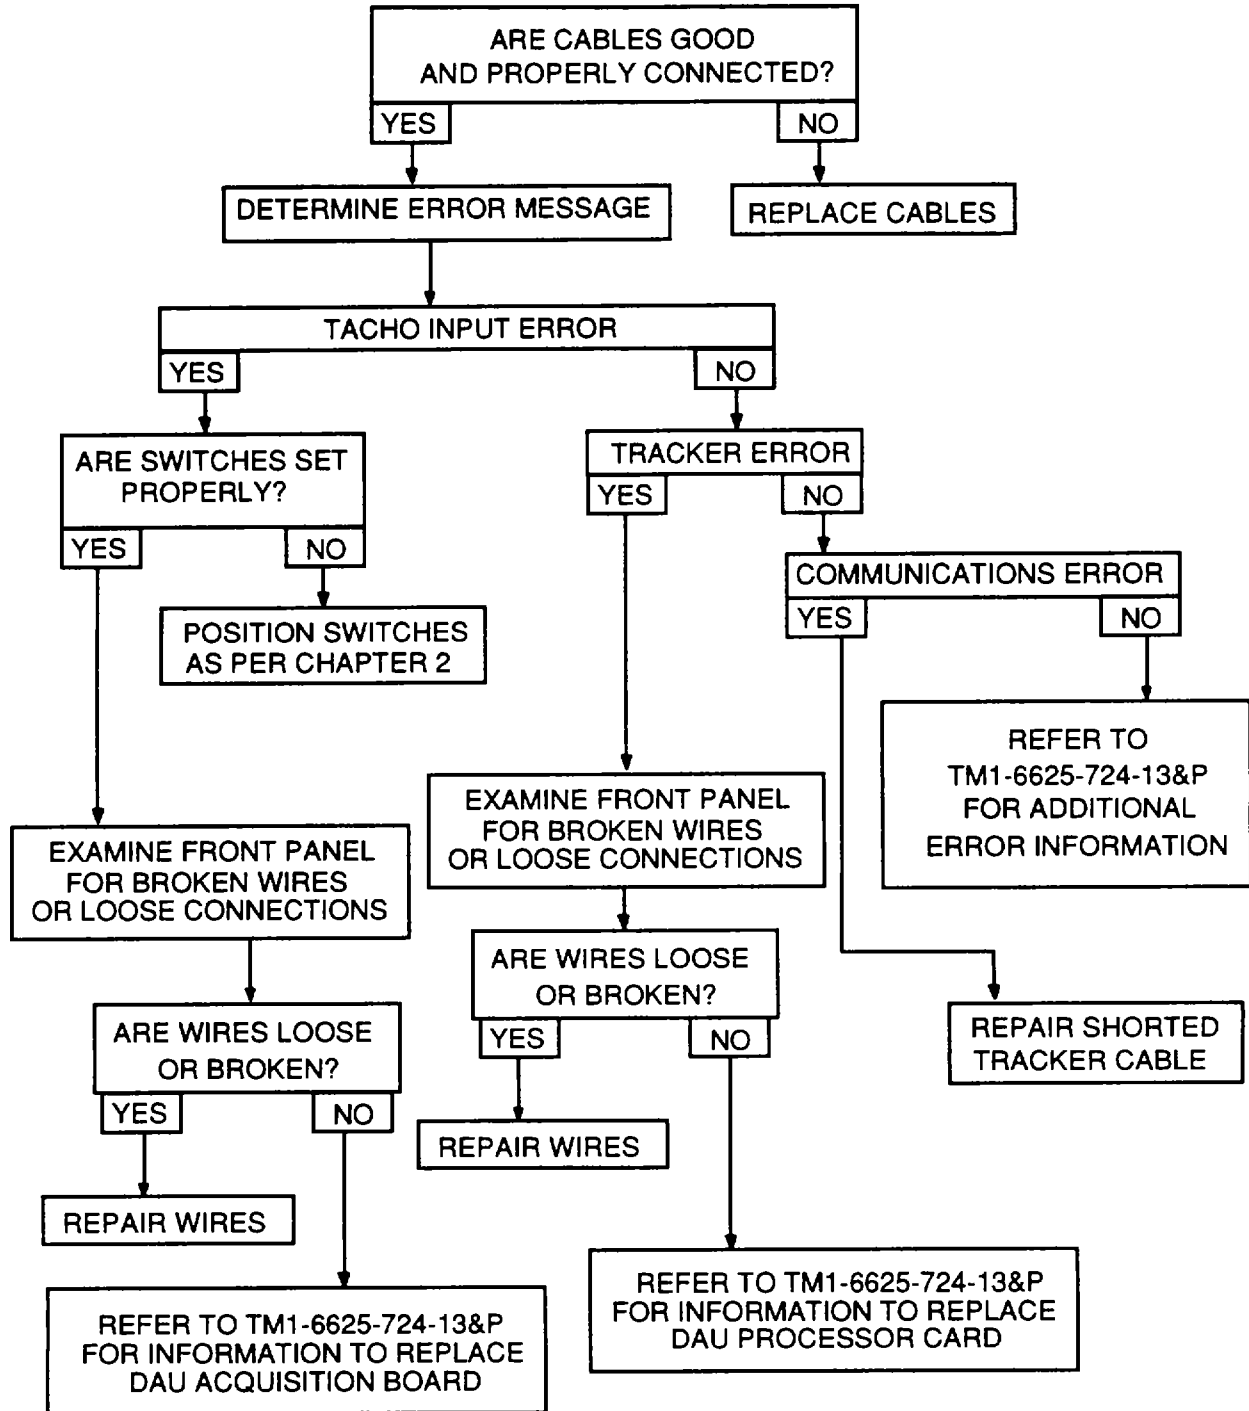 ARE CABLES GOOD
AND PROPERLY CONNECTED?
YES
NO
DETERMINE ERROR MESSAGE
REPLACE CABLES
TACHO INPUT ERROR
YES
NO
ARE SWITCHES SET
PROPERLY?
YES
NO
POSITION SWITCHES
AS PER CHAPTER 2
TRACKER ERROR
YES
NO
COMMUNICATIONS ERROR
YES
NO
REFER TO
TM1-6625-724-13&P
FOR ADDITIONAL
ERROR INFORMATION
EXAMINE FRONT PANEL
FOR BROKEN WIRES
OR LOOSE CONNECTIONS
EXAMINE FRONT PANEL
FOR BROKEN WIRES
OR LOOSE CONNECTIONS
ARE WIRES LOOSE
OR BROKEN?
YES
NO
REPAIR SHORTED
TRACKER CABLE
ARE WIRES LOOSE
OR BROKEN?
YES
NO
REPAIR WIRES
REPAIR WIRES
REFER TO TM1-6625-724-13&P
FOR INFORMATION TO REPLACE
DAU PROCESSOR CARD
REFER TO TM1-6625-724-13&P
FOR INFORMATION TO REPLACE
DAU ACQUISITION BOARD